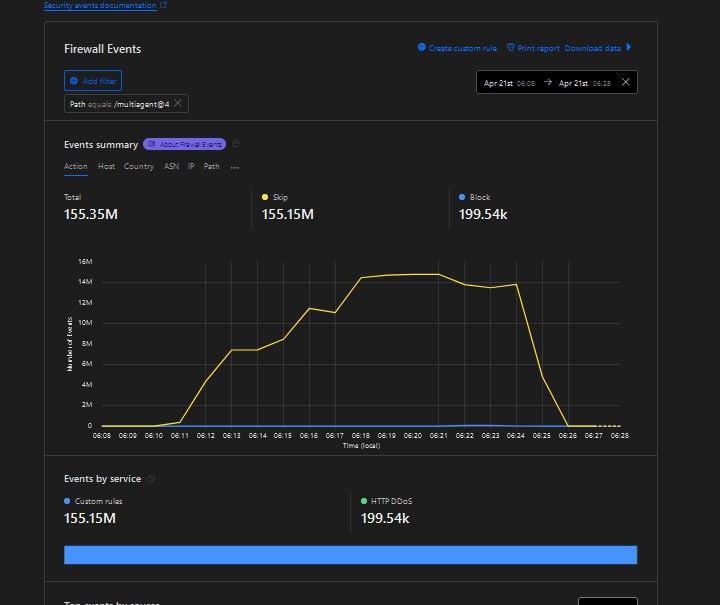 Security events documentation
Firewall Events
Create custom rule Print report Download data
Add filter
Apr 21st 06:08 → Apr 21st 06:28
Path equals /multiagent@4
Events summary About Firewall Events
Action Host Country ASN IP Path ...
Total Skip Block
155.35M 155.15M 199.54k
16M
14M
12M
10M
8M
6M
4M
2M
0
Number of Events
06:08 06:09 06:10 06:11 06:12 06:13 06:14 06:15 06:16 06:17 06:18 06:19 06:20 06:21 06:22 06:23 06:24 06:25 06:26 06:27 06:28
Time (local)
Events by service
Custom rules HTTP DDoS
155.15M 199.54k
Top events by source